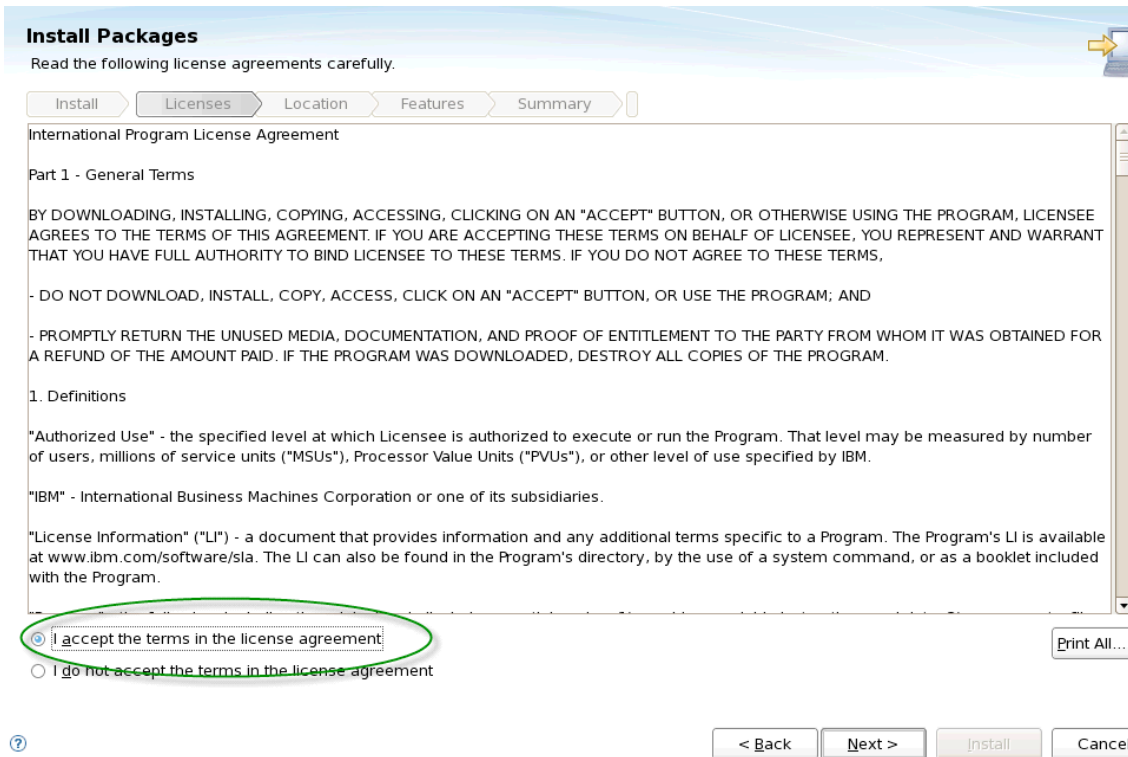 Install Packages
Read the following license agreements carefully.
Install
Licenses
Location
Features
Summary
International Program License Agreement
Part 1 - General Terms
BY DOWNLOADING, INSTALLING, COPYING, ACCESSING, CLICKING ON AN "ACCEPT" BUTTON, OR OTHERWISE USING THE PROGRAM, LICENSEE
AGREES TO THE TERMS OF THIS AGREEMENT. IF YOU ARE ACCEPTING THESE TERMS ON BEHALF OF LICENSEE, YOU REPRESENT AND WARRANT
THAT YOU HAVE FULL AUTHORITY TO BIND LICENSEE TO THESE TERMS. IF YOU DO NOT AGREE TO THESE TERMS,
- DO NOT DOWNLOAD, INSTALL, COPY, ACCESS, CLICK ON AN "ACCEPT" BUTTON, OR USE THE PROGRAM; AND
- PROMPTLY RETURN THE UNUSED MEDIA, DOCUMENTATION, AND PROOF OF ENTITLEMENT TO THE PARTY FROM WHOM IT WAS OBTAINED FOR
A REFUND OF THE AMOUNT PAID. IF THE PROGRAM WAS DOWNLOADED, DESTROY ALL COPIES OF THE PROGRAM.
1. Definitions
"Authorized Use" - the specified level at which Licensee is authorized to execute or run the Program. That level may be measured by number
of users, millions of service units ("MSUs"), Processor Value Units ("PVUs"), or other level of use specified by IBM.
"IBM" - International Business Machines Corporation or one of its subsidiaries.
"License Information" ("LI") - a document that provides information and any additional terms specific to a Program. The Program's LI is available
at www.ibm.com/software/sla. The LI can also be found in the Program's directory, by the use of a system command, or as a booklet included
with the Program.
I accept the terms in the license agreement
Print All...
I do not accept the terms in the license agreement
< Back
Next >
Install
Cancel